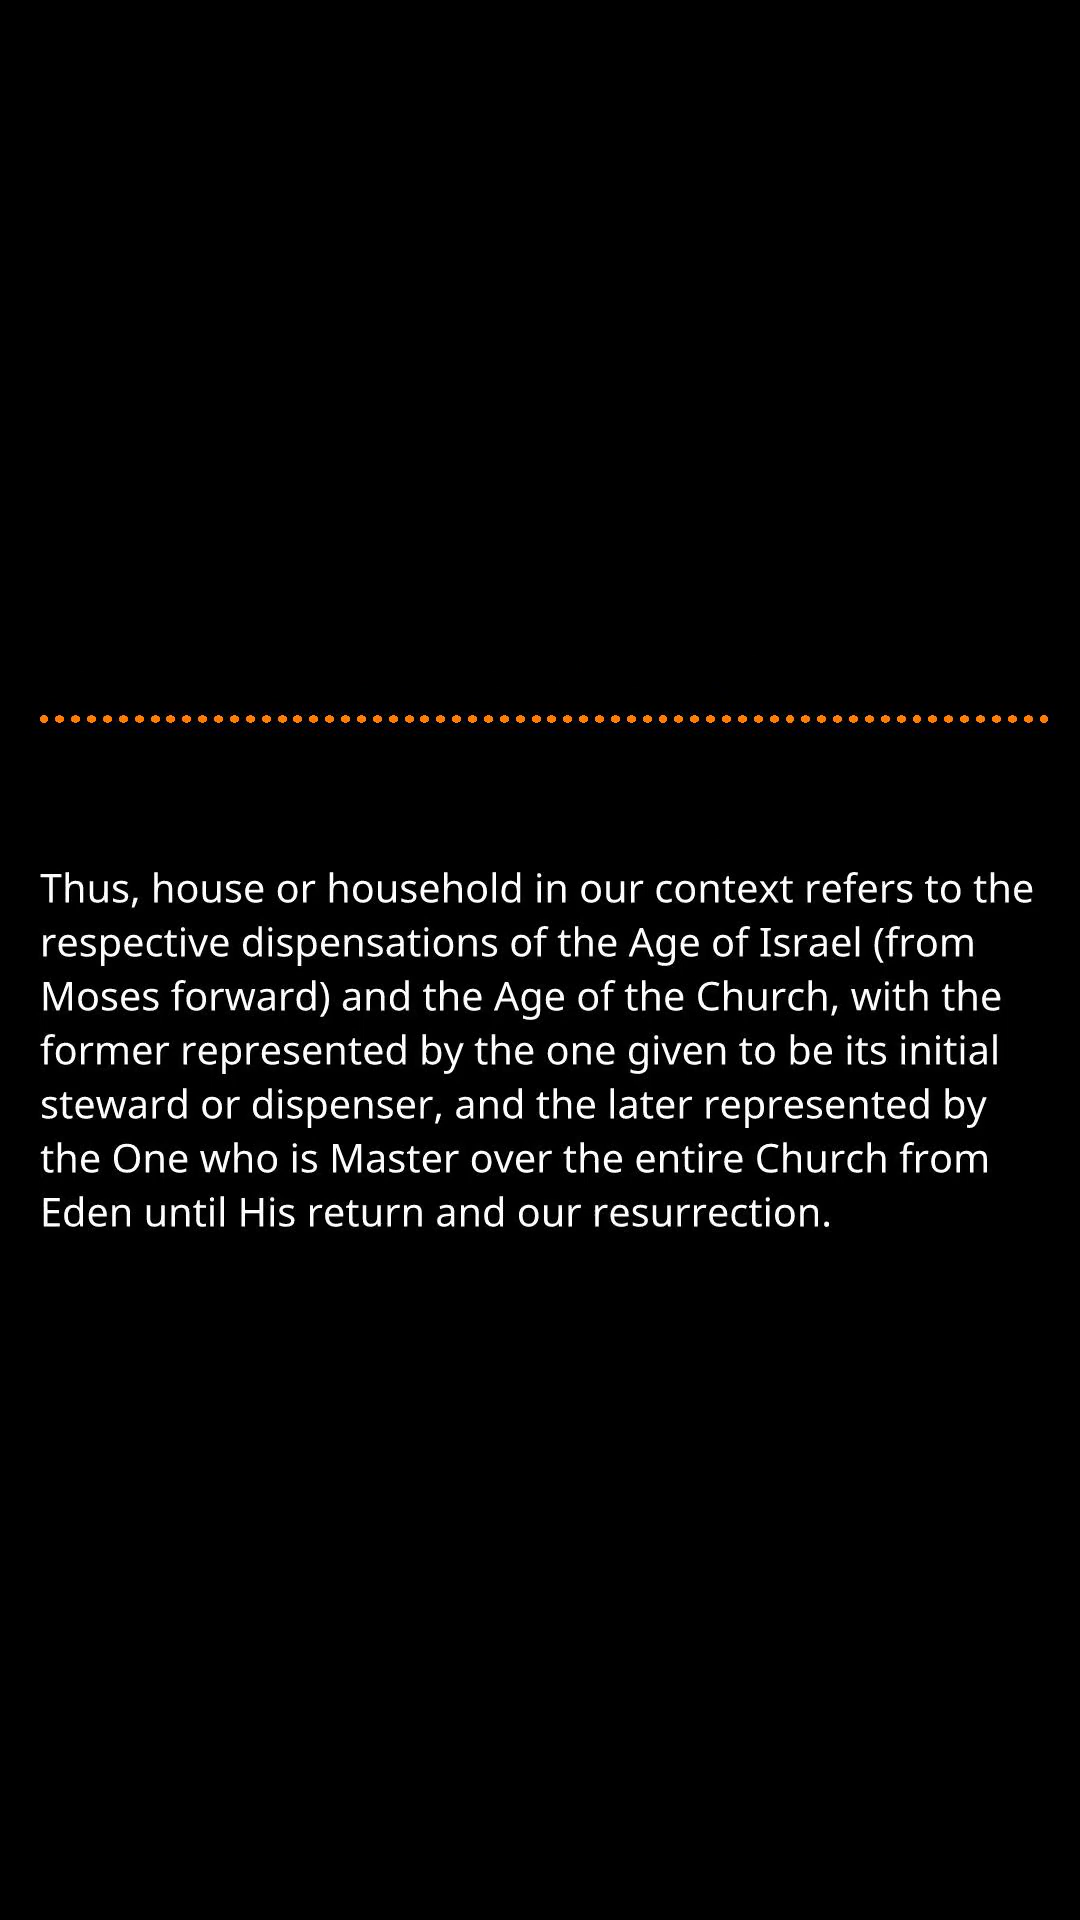 Thus, house or household in our context refers to the
respective dispensations of the Age of Israel (from
Moses forward) and the Age of the Church, with the
former represented by the one given to be its initial
steward or dispenser, and the later represented by
the One who is Master over the entire Church from
Eden until His return and our resurrection.